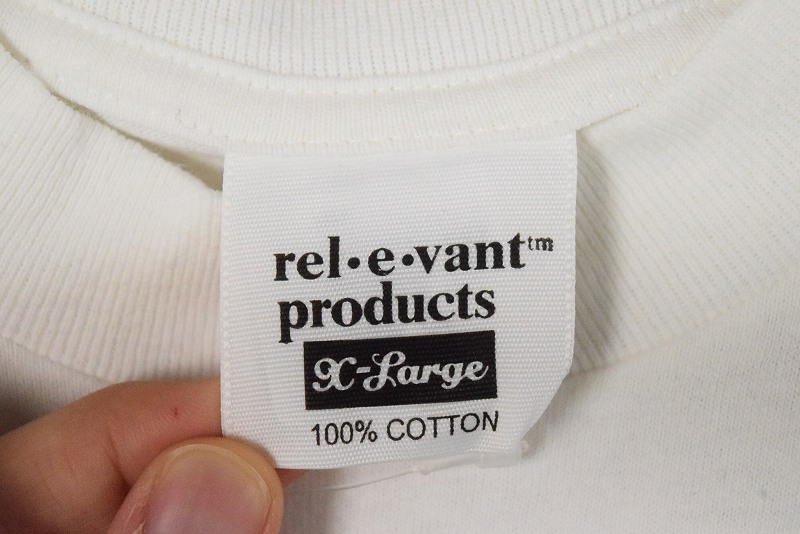 rel•e•vant™
products
X-Large
100% COTTON